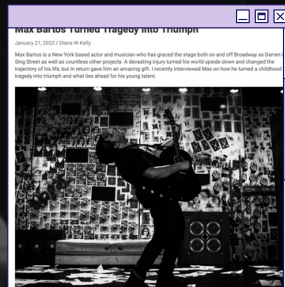 Max Bartos Turned Tragedy Into Triumph
January 21, 2023 / Diane W Kelly
Max Bartos is a New York based actor and musician who has graced the stage both on and off Broadway as Darren in
Sing Street as well as countless other projects. A devasting injury turned his world upside down and changed the
trajectory of his life, but in return gave him an amazing gift. I recently interviewed Max on how he turned a childhood
tragedy into triumph and what lies ahead for his young talent.